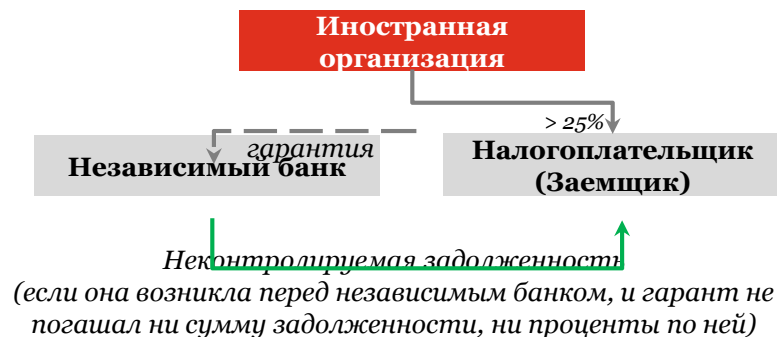 Иностранная
организация
> 25%
гарантия
Независимый банк
Налогоплательщик
(Заемщик)
Неконтролируемая задолженность
(если она возникла перед независимым банком, и гарант не
погашал ни сумму задолженности, ни проценты по ней)